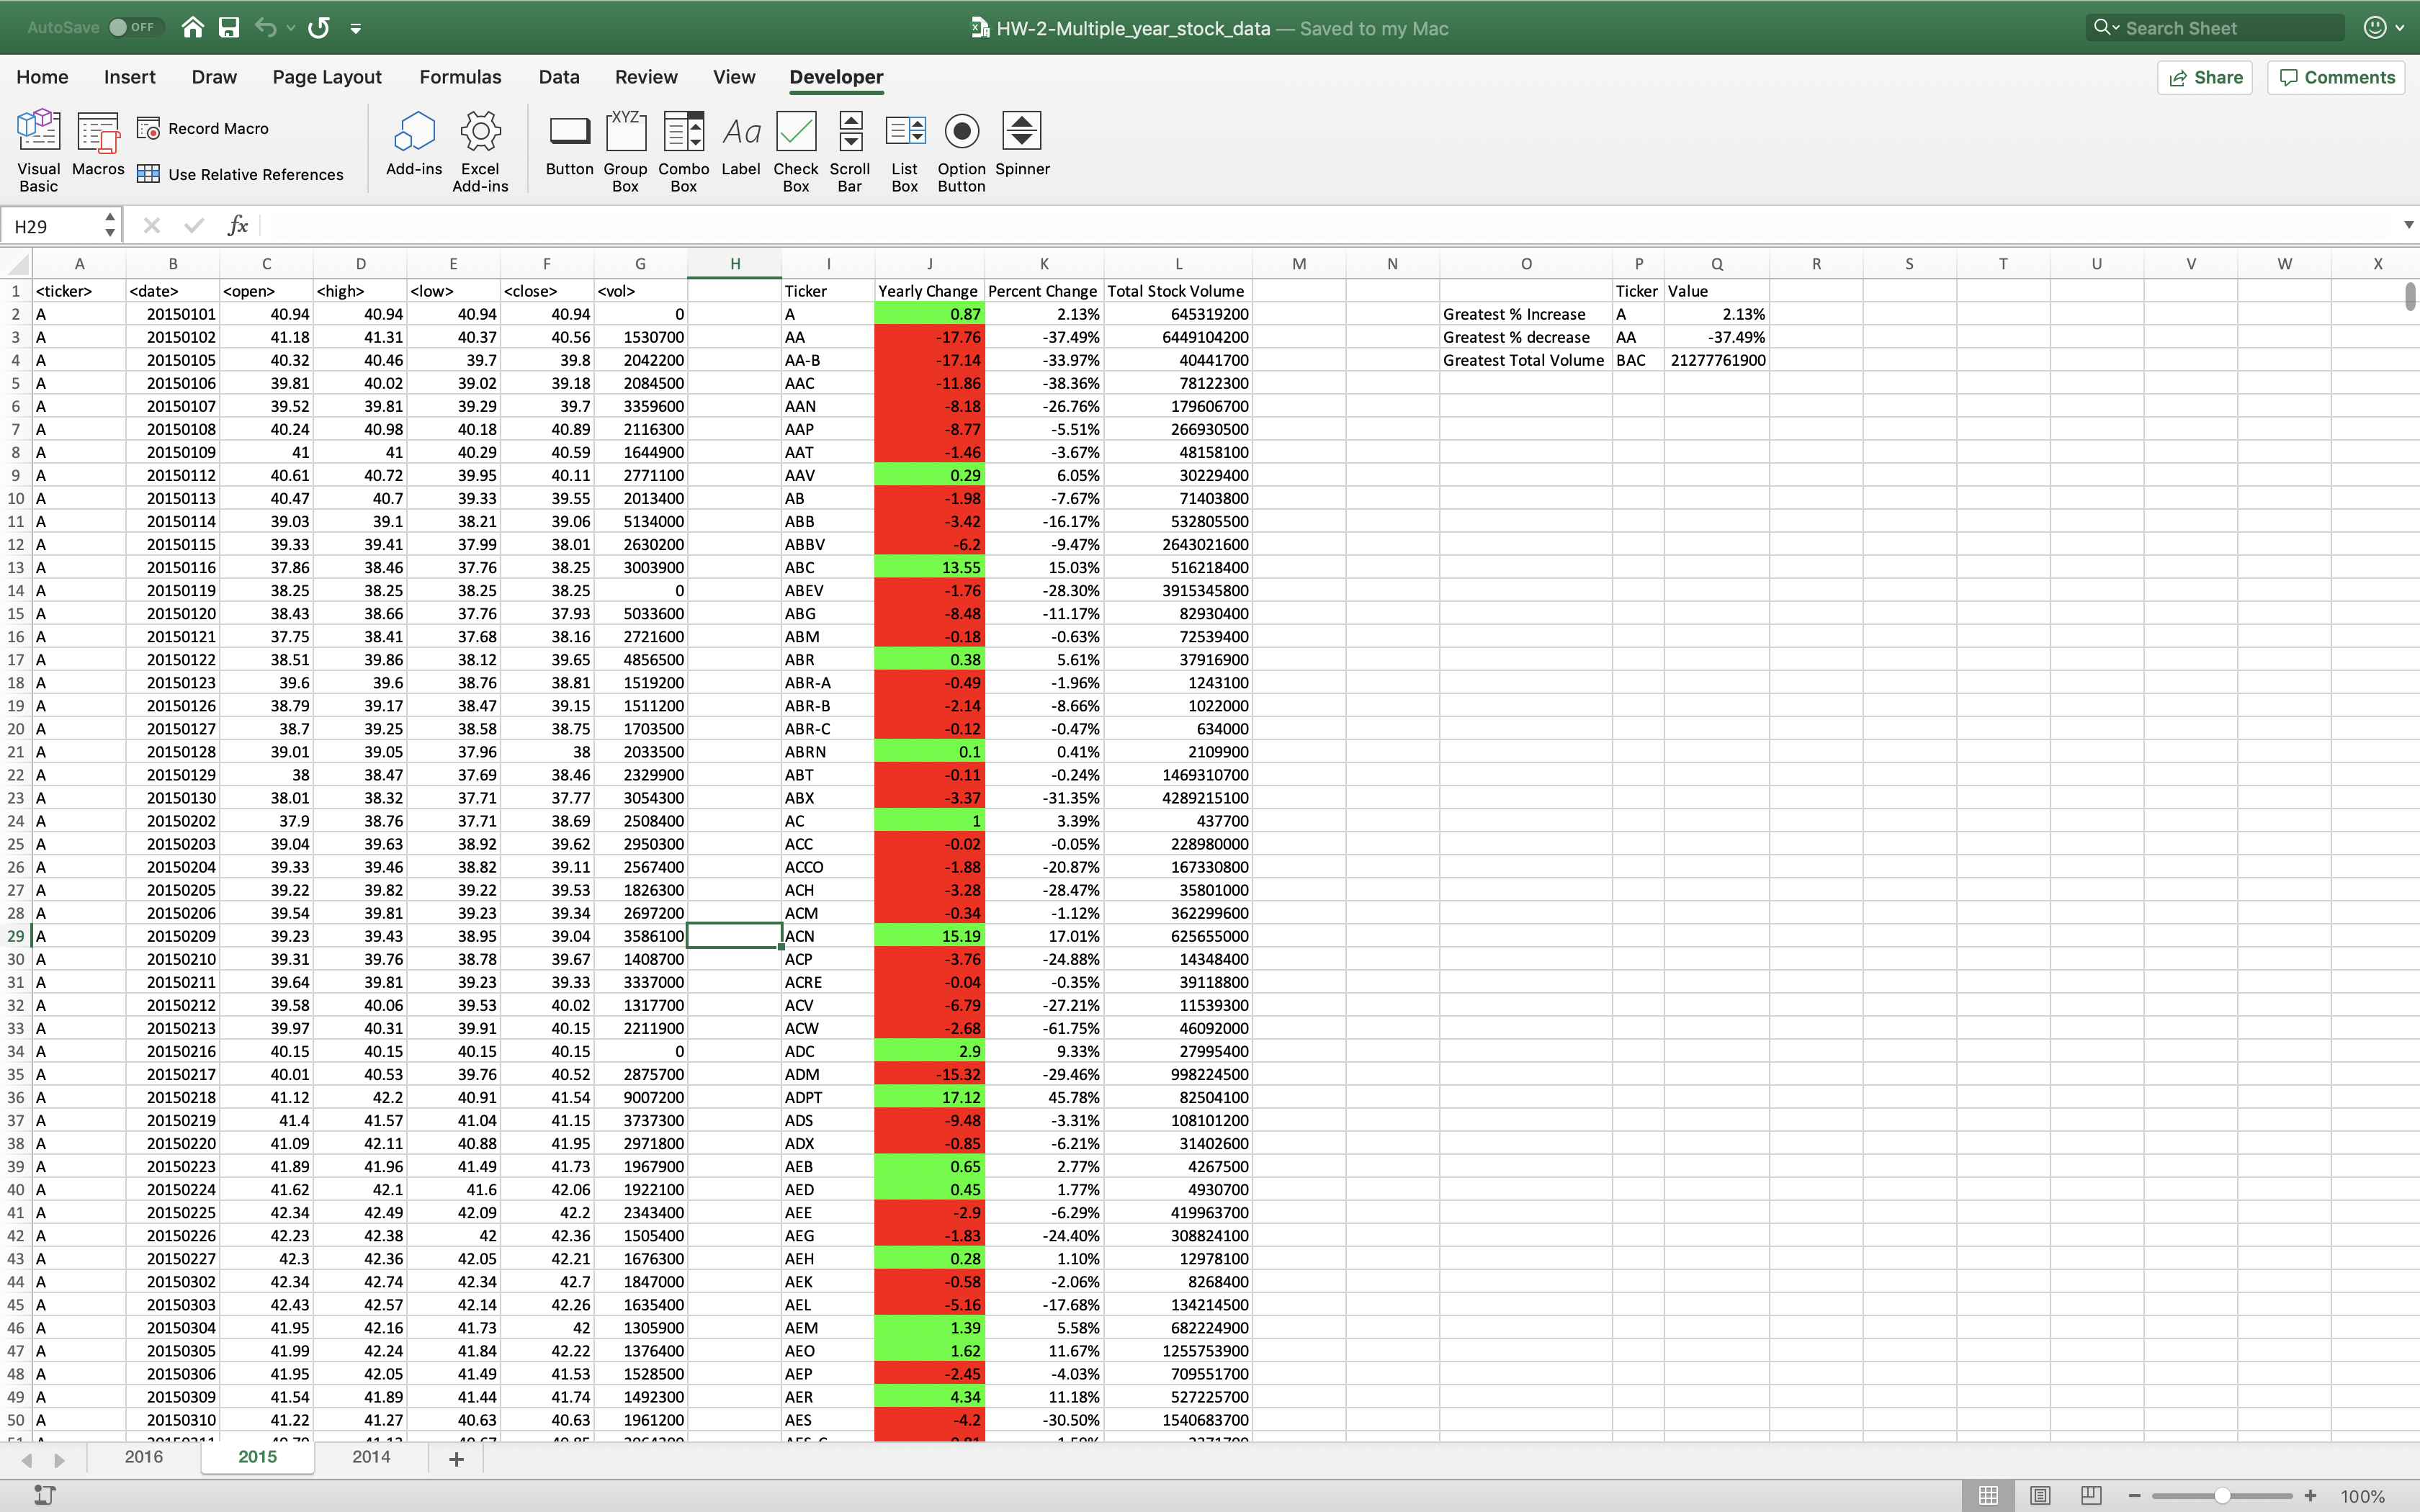 AutoSave OFF HW-2-Multiple_year_stock_data — Saved to my Mac Search Sheet
Home Insert Draw Page Layout Formulas Data Review View Developer Share Comments
Visual Basic Macros Record Macro Use Relative References Add-ins Excel Add-ins Button Group Box Combo Box Label Check Box Scroll Bar List Box Option Button Spinner
XYZ Aa
H29 fx
A B C D E F G H I J K L M N O P Q R S T U V W X
1 <ticker> <date> <open> <high> <low> <close> <vol> Ticker Yearly Change Percent Change Total Stock Volume Ticker Value
2 A 20150101 40.94 40.94 40.94 40.94 0 A 0.87 2.13% 645319200 Greatest % Increase A 2.13%
3 A 20150102 41.18 41.31 40.37 40.56 1530700 AA -17.76 -37.49% 6449104200 Greatest % decrease AA -37.49%
4 A 20150105 40.32 40.46 39.7 39.8 2042200 AA-B -17.14 -33.97% 40441700 Greatest Total Volume BAC 21277761900
5 A 20150106 39.81 40.02 39.02 39.18 2084500 AAC -11.86 -38.36% 78122300
6 A 20150107 39.52 39.81 39.29 39.7 3359600 AAN -8.18 -26.76% 179606700
7 A 20150108 40.24 40.98 40.18 40.89 2116300 AAP -8.77 -5.51% 266930500
8 A 20150109 41 41 40.29 40.59 1644900 AAT -1.46 -3.67% 48158100
9 A 20150112 40.61 40.72 39.95 40.11 2771100 AAV 0.29 6.05% 30229400
10 A 20150113 40.47 40.7 39.33 39.55 2013400 AB -1.98 -7.67% 71403800
11 A 20150114 39.03 39.1 38.21 39.06 5134000 ABB -3.42 -16.17% 532805500
12 A 20150115 39.33 39.41 37.99 38.01 2630200 ABBV -6.2 -9.47% 2643021600
13 A 20150116 37.86 38.46 37.76 38.25 3003900 ABC 13.55 15.03% 516218400
14 A 20150119 38.25 38.25 38.25 38.25 0 ABEV -1.76 -28.30% 3915345800
15 A 20150120 38.43 38.66 37.76 37.93 5033600 ABG -8.48 -11.17% 82930400
16 A 20150121 37.75 38.41 37.68 38.16 2721600 ABM -0.18 -0.63% 72539400
17 A 20150122 38.51 39.86 38.12 39.65 4856500 ABR 0.38 5.61% 37916900
18 A 20150123 39.6 39.6 38.76 38.81 1519200 ABR-A -0.49 -1.96% 1243100
19 A 20150126 38.79 39.17 38.47 39.15 1511200 ABR-B -2.14 -8.66% 1022000
20 A 20150127 38.7 39.25 38.58 38.75 1703500 ABR-C -0.12 -0.47% 634000
21 A 20150128 39.01 39.05 37.96 38 2033500 ABRN 0.1 0.41% 2109900
22 A 20150129 38 38.47 37.69 38.46 2329900 ABT -0.11 -0.24% 1469310700
23 A 20150130 38.01 38.32 37.71 37.77 3054300 ABX -3.37 -31.35% 4289215100
24 A 20150202 37.9 38.76 37.71 38.69 2508400 AC 1 3.39% 437700
25 A 20150203 39.04 39.63 38.92 39.62 2950300 ACC -0.02 -0.05% 228980000
26 A 20150204 39.33 39.46 38.82 39.11 2567400 ACCO -1.88 -20.87% 167330800
27 A 20150205 39.22 39.82 39.22 39.53 1826300 ACH -3.28 -28.47% 35801000
28 A 20150206 39.54 39.81 39.23 39.34 2697200 ACM -0.34 -1.12% 362299600
29 A 20150209 39.23 39.43 38.95 39.04 3586100 ACN 15.19 17.01% 625655000
30 A 20150210 39.31 39.76 38.78 39.67 1408700 ACP -3.76 -24.88% 14348400
31 A 20150211 39.64 39.81 39.23 39.33 3337000 ACRE -0.04 -0.35% 39118800
32 A 20150212 39.58 40.06 39.53 40.02 1317700 ACV -6.79 -27.21% 11539300
33 A 20150213 39.97 40.31 39.91 40.15 2211900 ACW -2.68 -61.75% 46092000
34 A 20150216 40.15 40.15 40.15 40.15 0 ADC 2.9 9.33% 27995400
35 A 20150217 40.01 40.53 39.76 40.52 2875700 ADM -15.32 -29.46% 998224500
36 A 20150218 41.12 42.2 40.91 41.54 9007200 ADPT 17.12 45.78% 82504100
37 A 20150219 41.4 41.57 41.04 41.15 3737300 ADS -9.48 -3.31% 108101200
38 A 20150220 41.09 42.11 40.88 41.95 2971800 ADX -0.85 -6.21% 31402600
39 A 20150223 41.89 41.96 41.49 41.73 1967900 AEB 0.65 2.77% 4267500
40 A 20150224 41.62 42.1 41.6 42.06 1922100 AED 0.45 1.77% 4930700
41 A 20150225 42.34 42.49 42.09 42.2 2343400 AEE -2.9 -6.29% 419963700
42 A 20150226 42.23 42.38 42 42.36 1505400 AEG -1.83 -24.40% 308824100
43 A 20150227 42.3 42.36 42.05 42.21 1676300 AEH 0.28 1.10% 12978100
44 A 20150302 42.34 42.74 42.34 42.7 1847000 AEK -0.58 -2.06% 8268400
45 A 20150303 42.43 42.57 42.14 42.26 1635400 AEL -5.16 -17.68% 134214500
46 A 20150304 41.95 42.16 41.73 42 1305900 AEM 1.39 5.58% 682224900
47 A 20150305 41.99 42.24 41.84 42.22 1376400 AEO 1.62 11.67% 1255753900
48 A 20150306 41.95 42.05 41.49 41.53 1528500 AEP -2.45 -4.03% 709551700
49 A 20150309 41.54 41.89 41.44 41.74 1492300 AER 4.34 11.18% 527225700
50 A 20150310 41.22 41.27 40.63 40.63 1961200 AES -4.2 -30.50% 1540683700
2016 2015 2014
100%